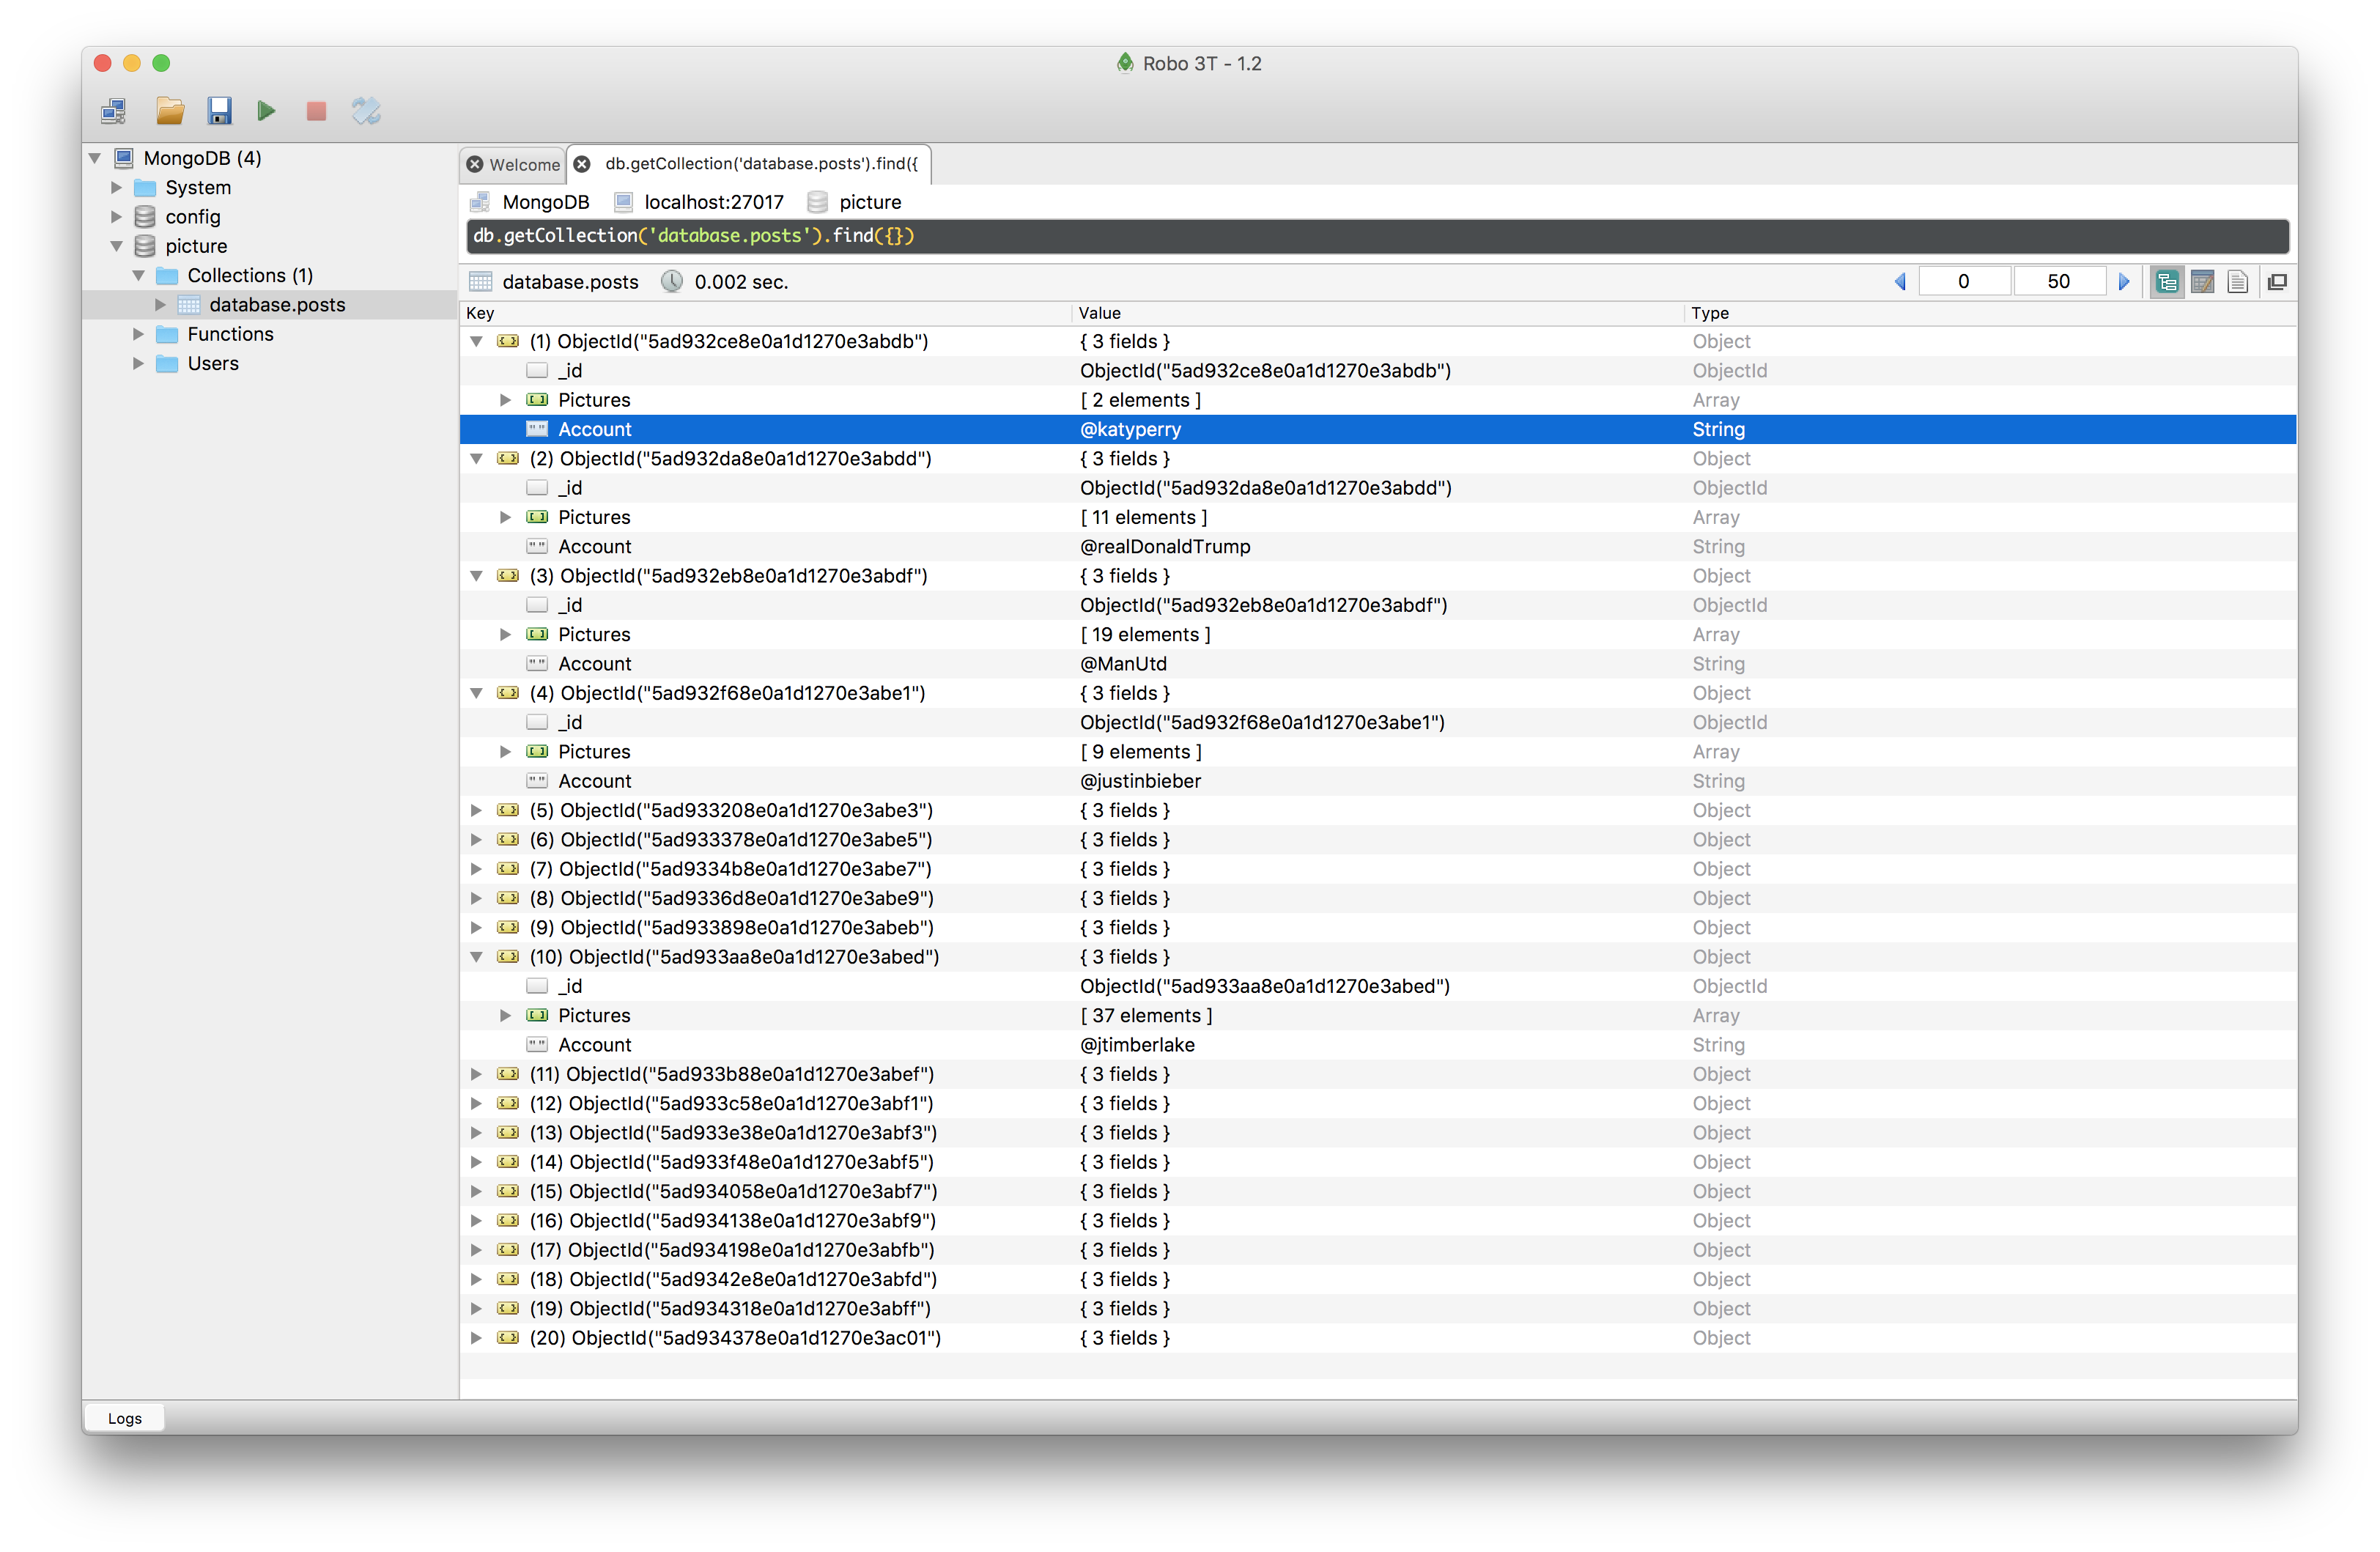 Robo 3T - 1.2
MongoDB (4)
System
config
picture
Collections (1)
database.posts
Functions
Users
Welcome
db.getCollection('database.posts').find({
MongoDB localhost:27017 picture
db.getCollection('database.posts').find({})
database.posts 0.002 sec. 0 50
Key Value Type
(1) ObjectId("5ad932ce8e0a1d1270e3abdb") { 3 fields } Object
_id ObjectId("5ad932ce8e0a1d1270e3abdb") ObjectId
Pictures [ 2 elements ] Array
Account @katyperry String
(2) ObjectId("5ad932da8e0a1d1270e3abdd") { 3 fields } Object
_id ObjectId("5ad932da8e0a1d1270e3abdd") ObjectId
Pictures [ 11 elements ] Array
Account @realDonaldTrump String
(3) ObjectId("5ad932eb8e0a1d1270e3abdf") { 3 fields } Object
_id ObjectId("5ad932eb8e0a1d1270e3abdf") ObjectId
Pictures [ 19 elements ] Array
Account @ManUtd String
(4) ObjectId("5ad932f68e0a1d1270e3abe1") { 3 fields } Object
_id ObjectId("5ad932f68e0a1d1270e3abe1") ObjectId
Pictures [ 9 elements ] Array
Account @justinbieber String
(5) ObjectId("5ad933208e0a1d1270e3abe3") { 3 fields } Object
(6) ObjectId("5ad933378e0a1d1270e3abe5") { 3 fields } Object
(7) ObjectId("5ad9334b8e0a1d1270e3abe7") { 3 fields } Object
(8) ObjectId("5ad9336d8e0a1d1270e3abe9") { 3 fields } Object
(9) ObjectId("5ad933898e0a1d1270e3abeb") { 3 fields } Object
(10) ObjectId("5ad933aa8e0a1d1270e3abed") { 3 fields } Object
_id ObjectId("5ad933aa8e0a1d1270e3abed") ObjectId
Pictures [ 37 elements ] Array
Account @jtimberlake String
(11) ObjectId("5ad933b88e0a1d1270e3abef") { 3 fields } Object
(12) ObjectId("5ad933c58e0a1d1270e3abf1") { 3 fields } Object
(13) ObjectId("5ad933e38e0a1d1270e3abf3") { 3 fields } Object
(14) ObjectId("5ad933f48e0a1d1270e3abf5") { 3 fields } Object
(15) ObjectId("5ad934058e0a1d1270e3abf7") { 3 fields } Object
(16) ObjectId("5ad934138e0a1d1270e3abf9") { 3 fields } Object
(17) ObjectId("5ad934198e0a1d1270e3abfb") { 3 fields } Object
(18) ObjectId("5ad9342e8e0a1d1270e3abfd") { 3 fields } Object
(19) ObjectId("5ad934318e0a1d1270e3abff") { 3 fields } Object
(20) ObjectId("5ad934378e0a1d1270e3ac01") { 3 fields } Object
Logs